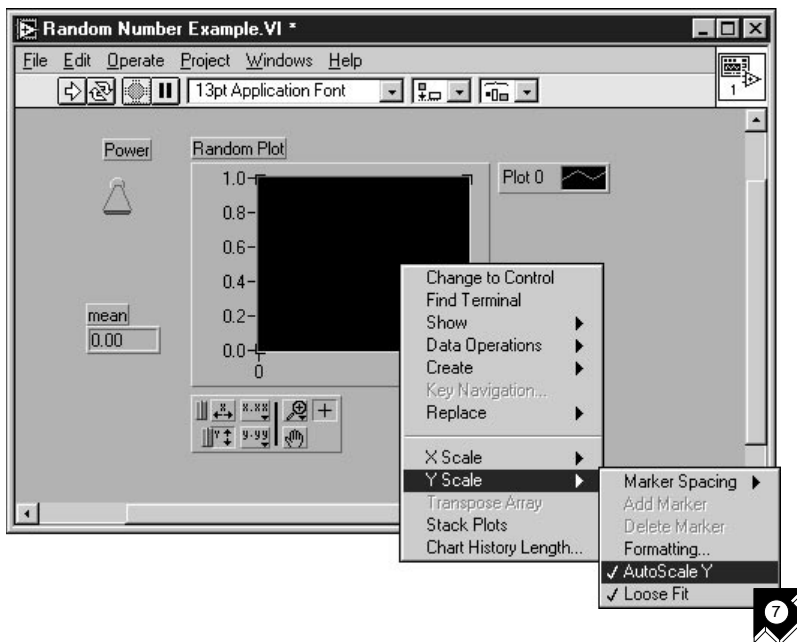 Random Number Example.VI *
File Edit Operate Project Windows Help
13pt Application Font
1
Power
Random Plot
Plot 0
1.0
0.8
0.6
0.4
0.2
0.0
0
mean
0.00
x.xx
y.yy
Change to Control
Find Terminal
Show
Data Operations
Create
Key Navigation...
Replace
X Scale
Y Scale
Transpose Array
Stack Plots
Chart History Length...
Marker Spacing
Add Marker
Delete Marker
Formatting...
AutoScale Y
Loose Fit
7